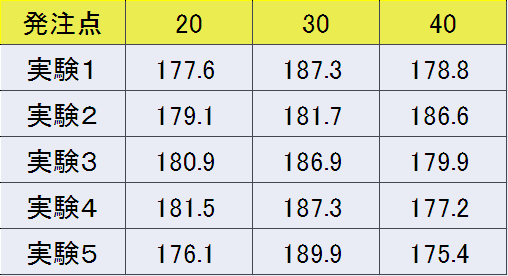 発注点 20 30 40
実験１ 177.6 187.3 178.8
実験２ 179.1 181.7 186.6
実験３ 180.9 186.9 179.9
実験４ 181.5 187.3 177.2
実験５ 176.1 189.9 175.4